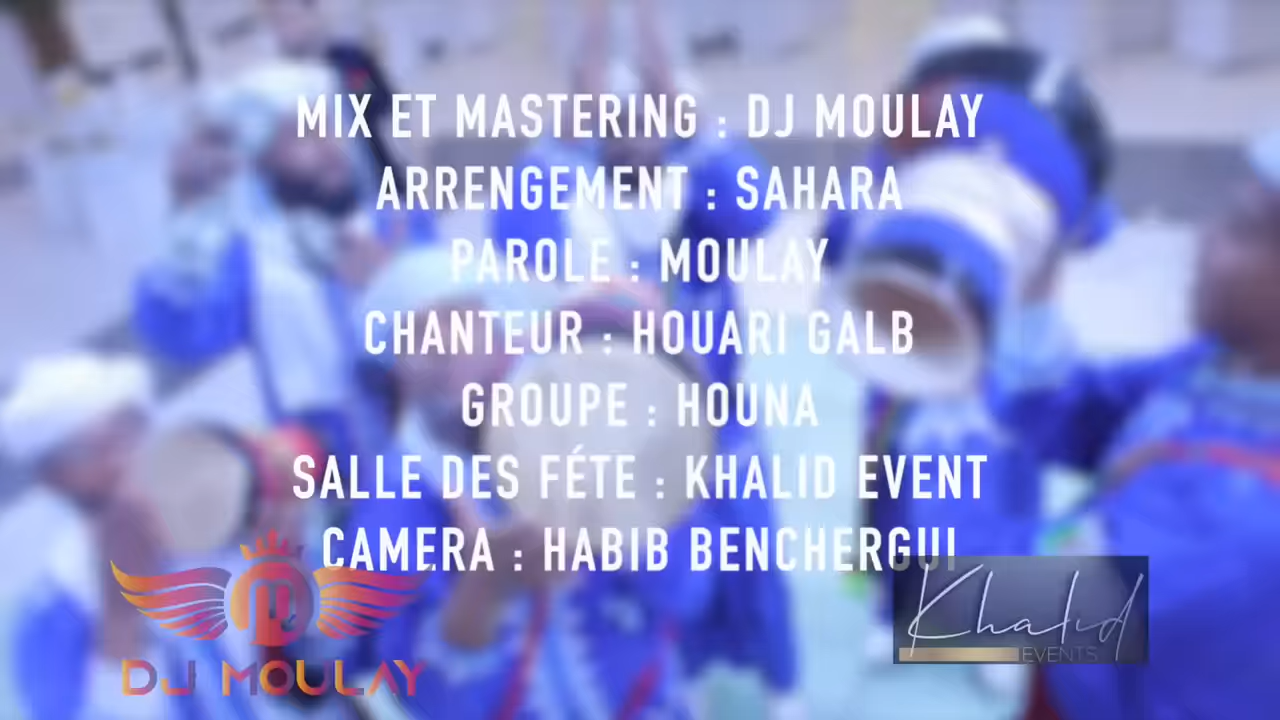 MIX ET MASTERING : DJ MOULAY
ARRENGEMENT : SAHARA
PAROLE : MOULAY
CHANTEUR : HOUARI GALB
GROUPE : HOUNA
SALLE DES FÉTE : KHALID EVENT
CAMERA : HABIB BENCHERGUI
DJ MOULAY
Khalid
EVENTS